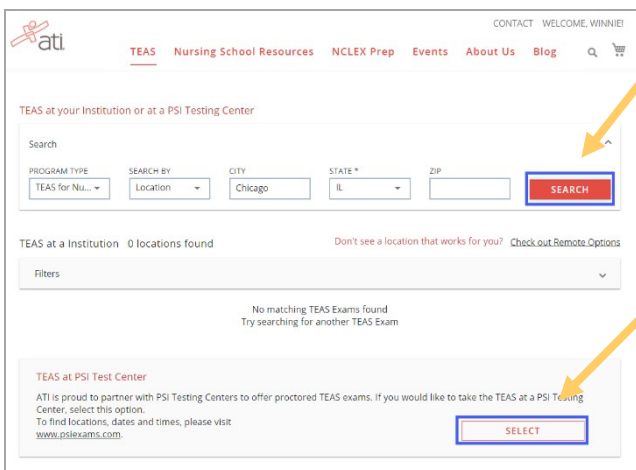 CONTACT WELCOME, WINNIE!
ati
TEAS Nursing School Resources NCLEX Prep Events About Us Blog
TEAS at your Institution or at a PSI Testing Center
Search
PROGRAM TYPE SEARCH BY CITY STATE * ZIP
TEAS for Nu... Location Chicago IL SEARCH
TEAS at a Institution 0 locations found Don't see a location that works for you? Check out Remote Options
Filters
No matching TEAS Exams found
Try searching for another TEAS Exam
TEAS at PSI Test Center
ATI is proud to partner with PSI Testing Centers to offer proctored TEAS exams. If you would like to take the TEAS at a PSI Testing
Center, select this option.
To find locations, dates and times, please visit
www.psiexams.com.
SELECT